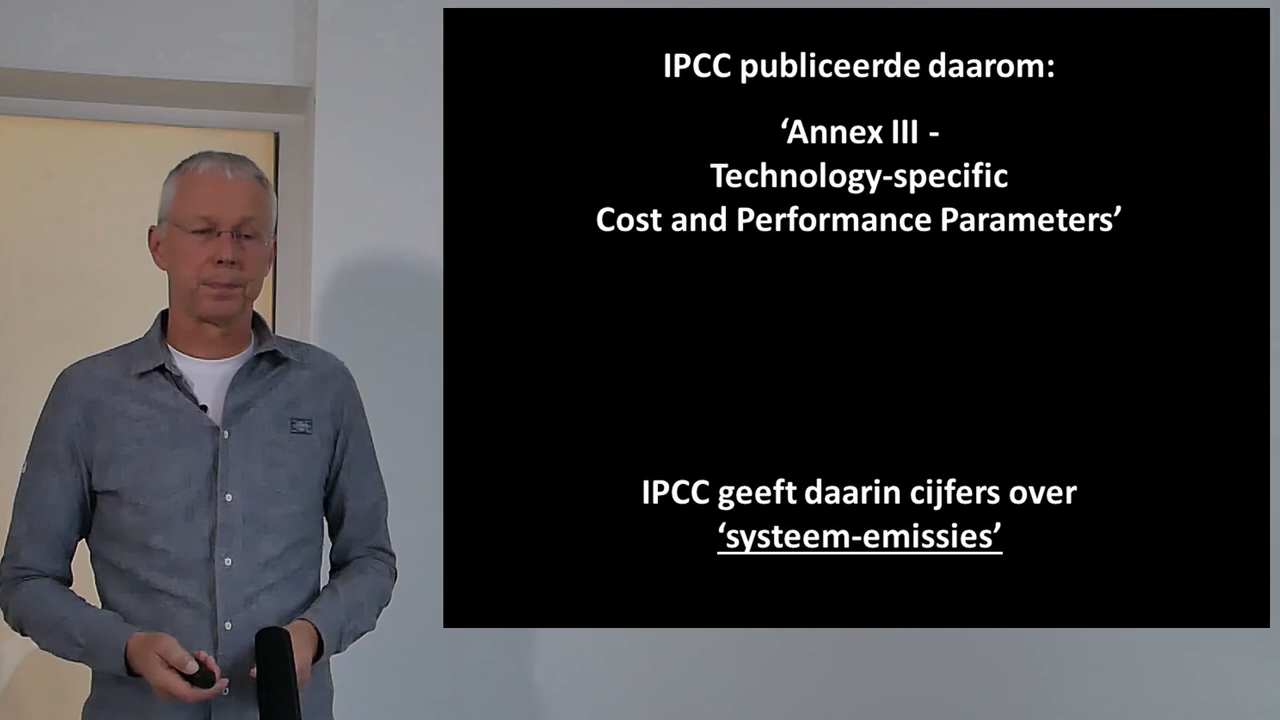 IPCC publiceerde daarom:
‘Annex III -
Technology-specific
Cost and Performance Parameters’
IPCC geeft daarin cijfers over
‘systeem-emissies’